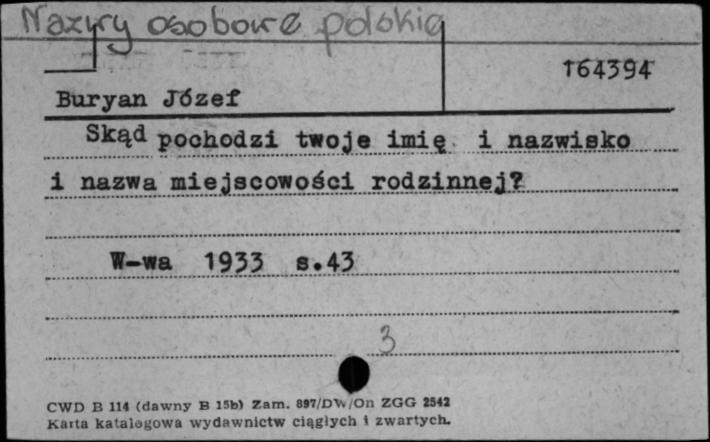 Nazwy osobowe polskie
164394
Buryan Józef
Skąd pochodzi twoje imię i nazwisko
i nazwa miejscowości rodzinnej?
W-wa 1933 s.43
3
CWD B 114 (dawny B 15b) Zam. 897/DW/On ZGG 2542
Karta katalogowa wydawnictw ciągłych i zwartych.